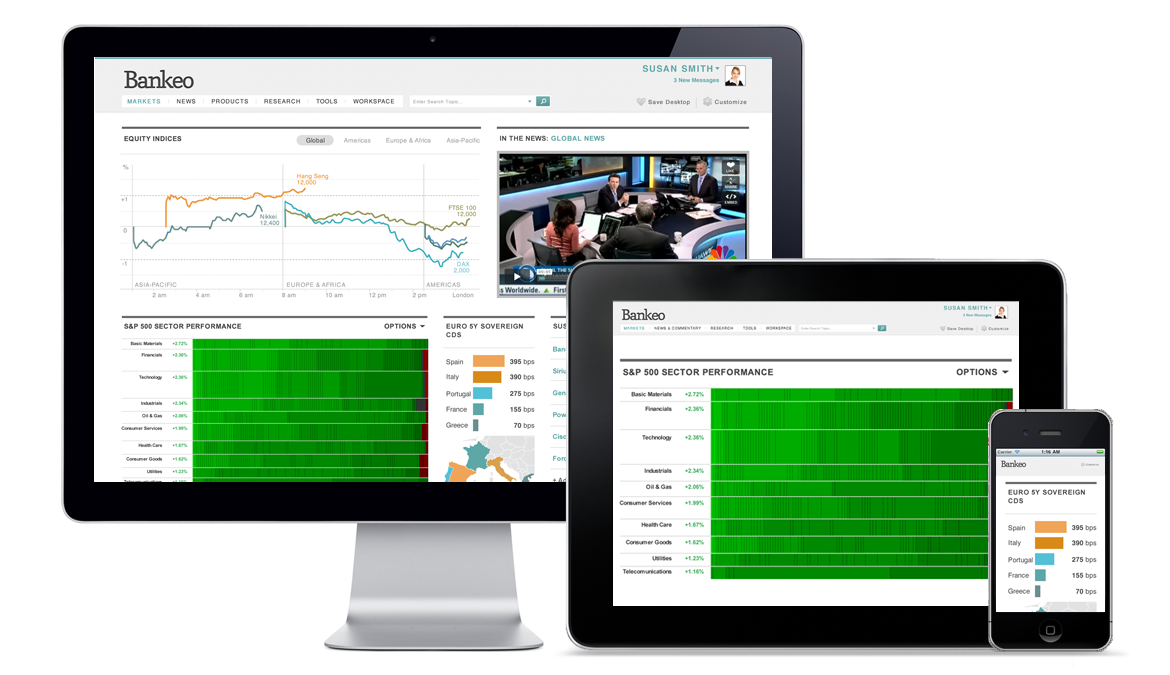 Bankeo
SUSAN SMITH
3 New Messages
MARKETS NEWS PRODUCTS RESEARCH TOOLS WORKSPACE
Enter Search Topic...
Save Desktop Customize
EQUITY INDICES
Global Americas Europe & Africa Asia-Pacific
%
+1
0
-1
Hang Seng
12,000
Nikkei
12,400
FTSE 100
12,000
DAX
2,000
ASIA-PACIFIC EUROPE & AFRICA AMERICAS
2 am 4 am 6 am 8 am 10 am 12 pm 2 pm London
IN THE NEWS: GLOBAL NEWS
LIKE
SHARE
EMBED
s Worldwide. First
S&P 500 SECTOR PERFORMANCE OPTIONS
Basic Materials +2.72%
Financials +2.36%
Technology +2.36%
Industrials +2.34%
Oil & Gas +2.06%
Consumer Services +1.99%
Health Care +1.67%
Consumer Goods +1.62%
Utilities +1.23%
EURO 5Y SOVEREIGN
CDS
Spain 395 bps
Italy 390 bps
Portugal 275 bps
France 155 bps
Greece 70 bps
SUS
Ban
Siriu
Gen
Pow
Cisc
Ford
+ Ad
Bankeo
SUSAN SMITH
3 New Messages
MARKETS NEWS & COMMENTARY RESEARCH TOOLS WORKSPACE
Enter Search Topic...
Save Desktop Customize
S&P 500 SECTOR PERFORMANCE OPTIONS
Basic Materials +2.72%
Financials +2.36%
Technology +2.36%
Industrials +2.34%
Oil & Gas +2.06%
Consumer Services +1.99%
Health Care +1.67%
Consumer Goods +1.62%
Utilities +1.23%
Telecomunications +1.16%
Carrier 1:06 AM
Bankeo
EURO 5Y SOVEREIGN
CDS
Spain 395 bps
Italy 390 bps
Portugal 275 bps
France 155 bps
Greece 70 bps